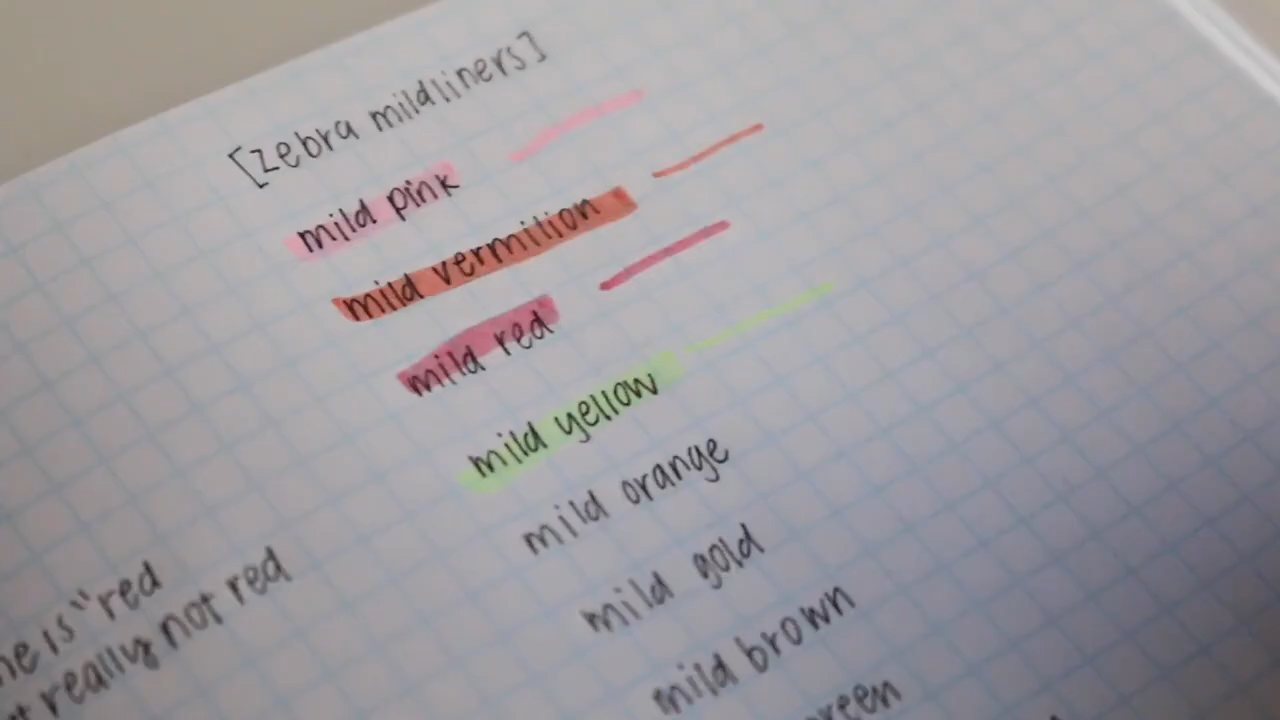 [zebra mildliners]
mild pink
mild vermilion
mild red
mild yellow
mild orange
mild gold
mild brown
is "red
really not red